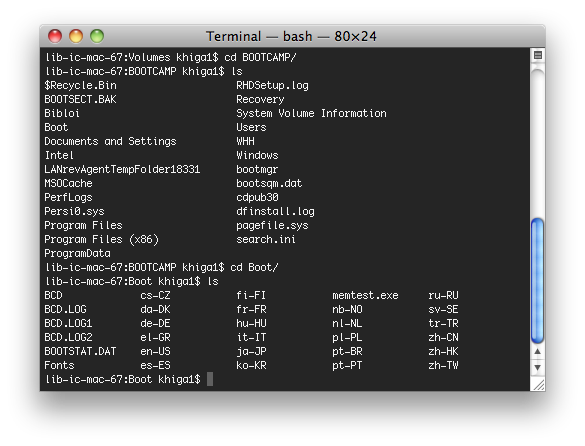 Terminal — bash — 80×24
lib-ic-mac-67:Volumes khiga1$ cd BOOTCAMP/
lib-ic-mac-67:BOOTCAMP khiga1$ ls
$Recycle.Bin RHDSetup.log
BOOTSECT.BAK Recovery
Bibloi System Volume Information
Boot Users
Documents and Settings WHH
Intel Windows
LANrevAgentTempFolder18331 bootmgr
MSOCache bootsqm.dat
PerfLogs cdpub30
Persi0.sys dfinstall.log
Program Files pagefile.sys
Program Files (x86) search.ini
ProgramData
lib-ic-mac-67:BOOTCAMP khiga1$ cd Boot/
lib-ic-mac-67:Boot khiga1$ ls
BCD cs-CZ fi-FI memtest.exe ru-RU
BCD.LOG da-DK fr-FR nb-NO sv-SE
BCD.LOG1 de-DE hu-HU nl-NL tr-TR
BCD.LOG2 el-GR it-IT pl-PL zh-CN
BOOTSTAT.DAT en-US ja-JP pt-BR zh-HK
Fonts es-ES ko-KR pt-PT zh-TW
lib-ic-mac-67:Boot khiga1$